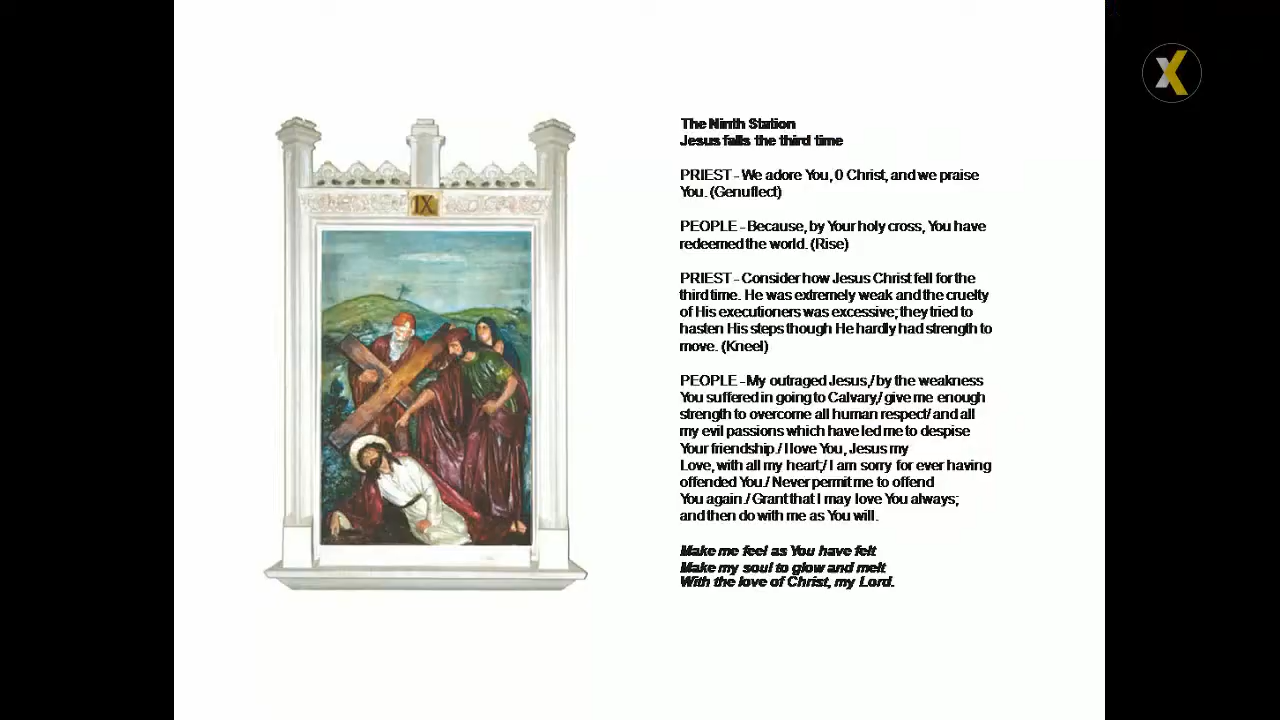 IX
The Ninth Station
Jesus falls the third time
PRIEST - We adore You, 0 Christ, and we praise
You. (Genuflect)
PEOPLE - Because, by Your holy cross, You have
redeemed the world. (Rise)
PRIEST - Consider how Jesus Christ fell for the
third time. He was extremely weak and the cruelty
of His executioners was excessive; they tried to
hasten His steps though He hardly had strength to
move. (Kneel)
PEOPLE - My outraged Jesus,/ by the weakness
You suffered in going to Calvary,/ give me enough
strength to overcome all human respect/ and all
my evil passions which have led me to despise
Your friendship./ I love You, Jesus my
Love, with all my heart;/ I am sorry for ever having
offended You./ Never permit me to offend
You again./ Grant that I may love You always;
and then do with me as You will.
Make me feel as You have felt
Make my soul to glow and melt
With the love of Christ, my Lord.
X